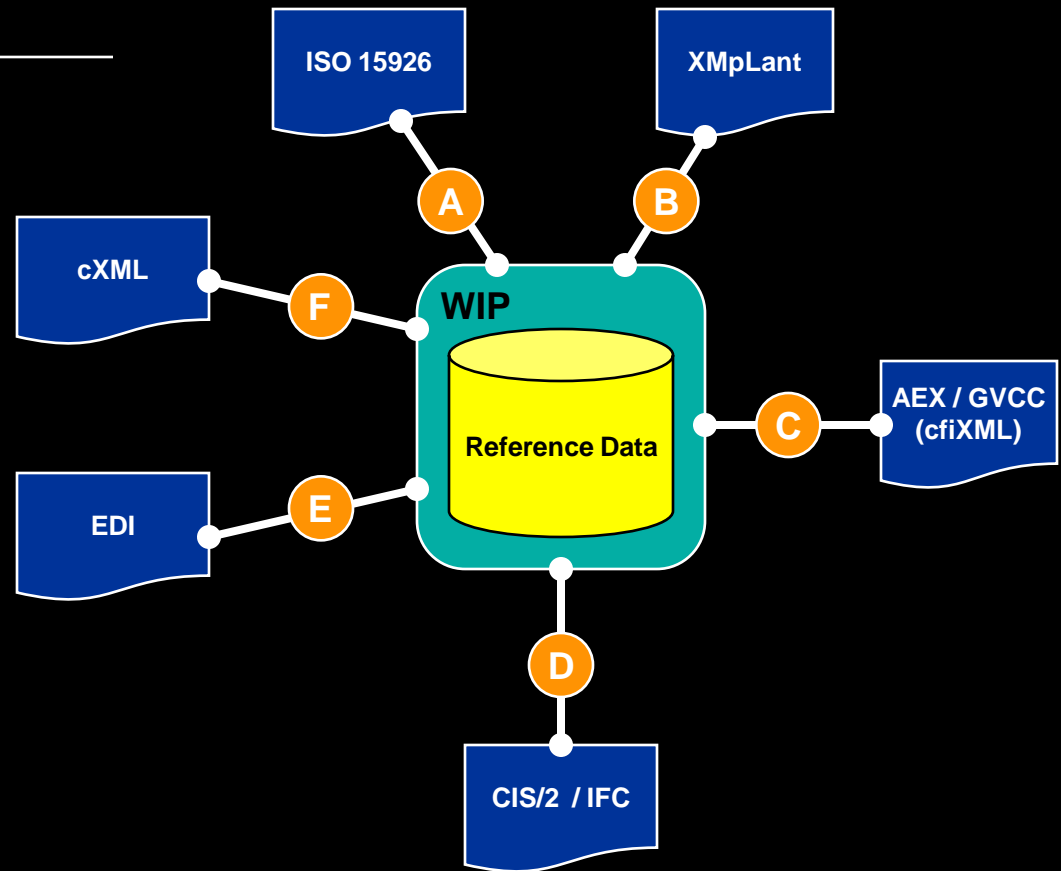 ISO 15926
XMpLant
A
B
cXML
F
WIP
AEX / GVCC
(cfiXML)
C
Reference Data
E
EDI
D
CIS/2 / IFC